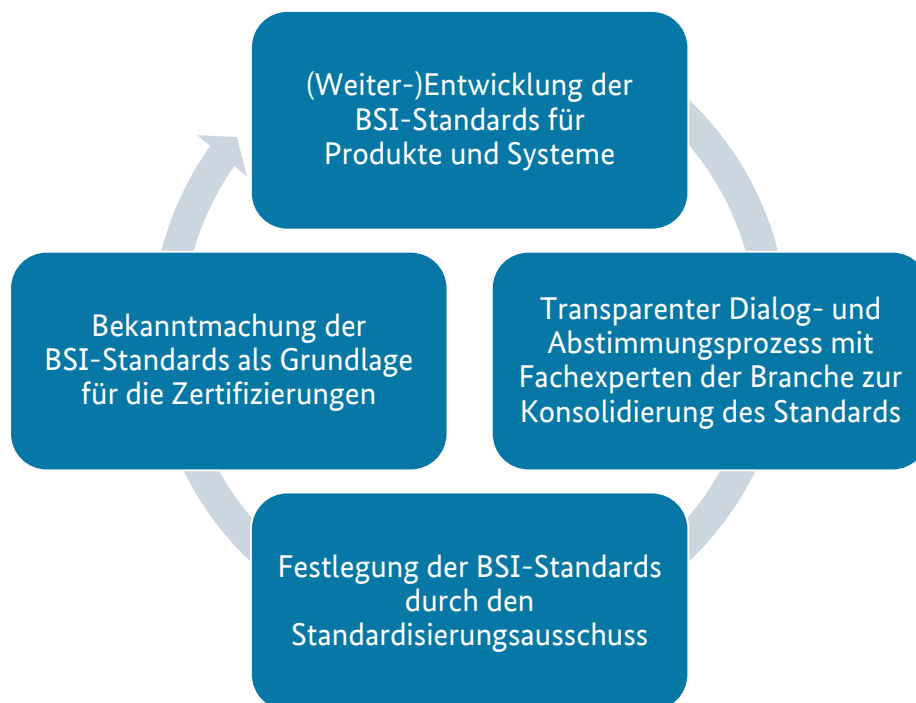 (Weiter-)Entwicklung der
BSI-Standards für
Produkte und Systeme
Transparenter Dialog- und
Abstimmungsprozess mit
Fachexperten der Branche zur
Konsolidierung des Standards
Festlegung der BSI-Standards
durch den
Standardisierungsausschuss
Bekanntmachung der
BSI-Standards als Grundlage
für die Zertifizierungen